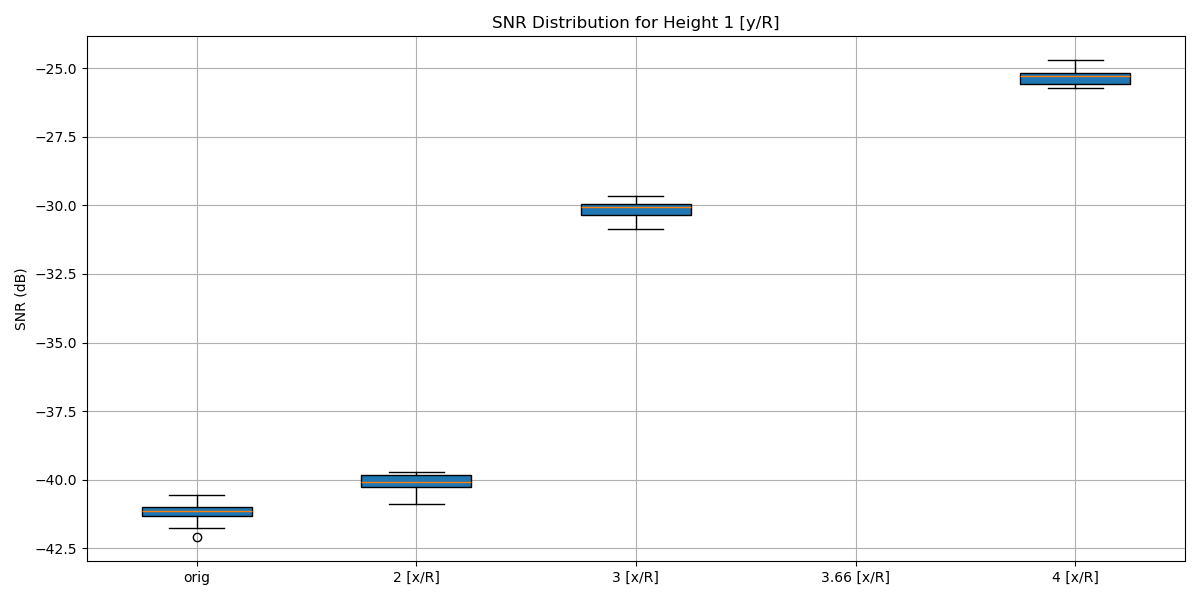 SNR Distribution for Height 1 [y/R]
SNR (dB)
−25.0
−27.5
−30.0
−32.5
−35.0
−37.5
−40.0
−42.5
orig 2 [x/R] 3 [x/R] 3.66 [x/R] 4 [x/R]